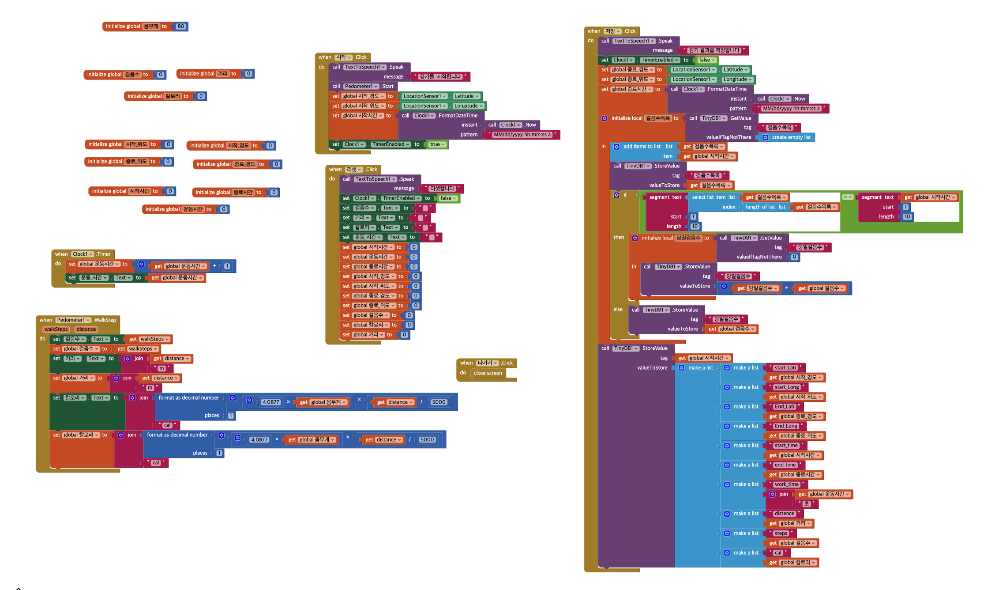 initialize global 몸무게 to 80
initialize global 걸음수 to 0
initialize global 거리 to 0
initialize global 칼로리 to 0
initialize global 시작_위도 to 0
initialize global 시작_경도 to 0
initialize global 종료_위도 to 0
initialize global 종료_경도 to 0
initialize global 시작시간 to 0
initialize global 종료시간 to 0
initialize global 운동시간 to 0
when Clock1 .Timer
do set global 운동시간 to get global 운동시간 + 1
set 운동_시간 . Text to get global 운동시간
when Pedometer1 .WalkStep
walkSteps distance
do set 걸음수 . Text to get walkSteps
set global 걸음수 to get walkSteps
set 거리 . Text to join get distance
" m "
set global 거리 to join get distance
" m "
set 칼로리 . Text to join format as decimal number 4.0877 × get global 몸무게 × get distance / 5000
places 1
" cal "
set global 칼로리 to join format as decimal number 4.0877 × get global 몸무게 × get distance / 5000
places 1
" cal "
when 시작 .Click
do call TextToSpeech1 .Speak
message " 걷기를 시작합니다 "
call Pedometer1 .Start
set global 시작_경도 to LocationSensor1 . Latitude
set global 시작_위도 to LocationSensor1 . Longitude
set global 시작시간 to call Clock1 .FormatDateTime
instant call Clock1 .Now
pattern " MM/dd/yyyy hh:mm:ss a "
set Clock1 . TimerEnabled to true
when 리셋 .Click
do call TextToSpeech1 .Speak
message " 리셋합니다 "
set Clock1 . TimerEnabled to false
set 걸음수 . Text to " "
set 거리 . Text to " "
set 칼로리 . Text to " "
set 운동_시간 . Text to " "
set global 시작시간 to 0
set global 운동시간 to 0
set global 종료시간 to 0
set global 시작_경도 to 0
set global 시작_위도 to 0
set global 종료_경도 to 0
set global 종료_위도 to 0
set global 걸음수 to 0
set global 칼로리 to 0
set global 거리 to 0
when 나가기 .Click
do close screen
when 저장 .Click
do call TextToSpeech1 .Speak
message " 걷기 결과를 저장합니다 "
set Clock1 . TimerEnabled to false
set global 종료_경도 to LocationSensor1 . Latitude
set global 종료_위도 to LocationSensor1 . Longitude
set global 종료시간 to call Clock1 .FormatDateTime
instant call Clock1 .Now
pattern " MM/dd/yyyy hh:mm:ss a "
initialize local 걸음수목록 to call TinyDB1 .GetValue
tag " 걸음수목록 "
valueIfTagNotThere create empty list
in add items to list list get 걸음수목록
item get global 시작시간
call TinyDB1 .StoreValue
tag " 걸음수목록 "
valueToStore get 걸음수목록
if segment text select list item list get 걸음수목록 = segment text get global 시작시간
index length of list list get 걸음수목록 start 1
start 1 length 10
length 10
then initialize local 당일걸음수 to call TinyDB1 .GetValue
tag " 당일걸음수 "
valueIfTagNotThere 0
in call TinyDB1 .StoreValue
tag " 당일걸음수 "
valueToStore get 당일걸음수 + get global 걸음수
else call TinyDB1 .StoreValue
tag " 당일걸음수 "
valueToStore get global 걸음수
call TinyDB1 .StoreValue
tag get global 시작시간
valueToStore make a list make a list " start_Lati "
get global 시작_경도
make a list " start_Long "
get global 시작_위도
make a list " End_Lati "
get global 종료_경도
make a list " End_Long "
get global 종료_위도
make a list " start_time "
get global 시작시간
make a list " end_time "
get global 종료시간
make a list " work_time "
join get global 운동시간
" 초 "
make a list " distence "
get global 거리
make a list " steps "
get global 걸음수
make a list " cal "
get global 칼로리